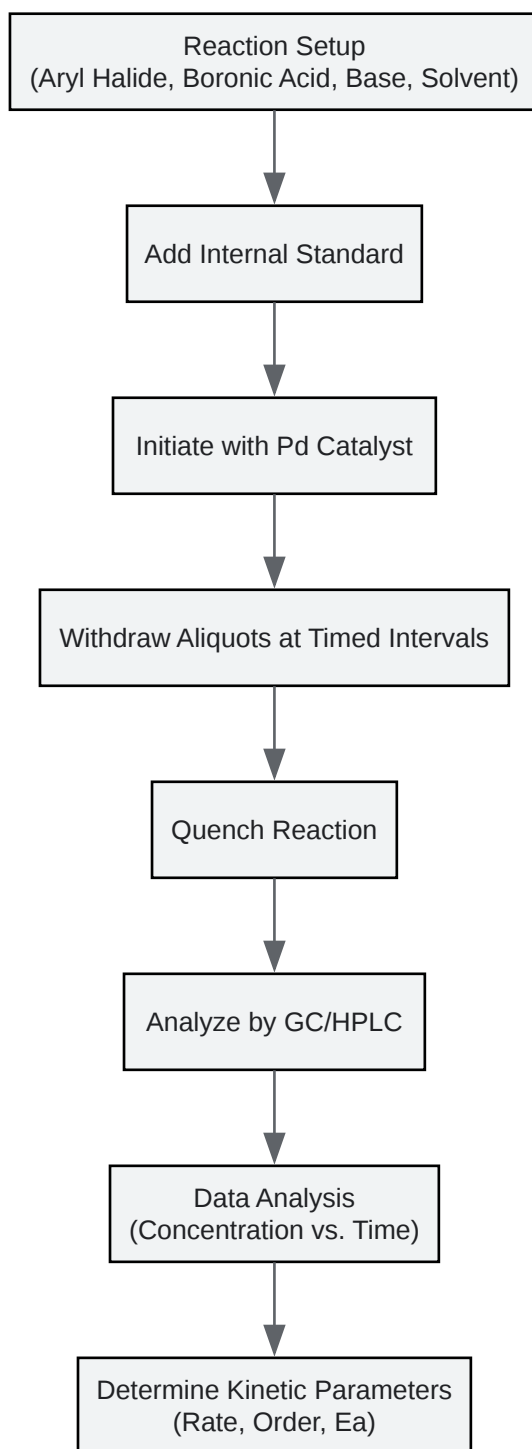 Reaction Setup
(Aryl Halide, Boronic Acid, Base, Solvent)
Add Internal Standard
Initiate with Pd Catalyst
Withdraw Aliquots at Timed Intervals
Quench Reaction
Analyze by GC/HPLC
Data Analysis
(Concentration vs. Time)
Determine Kinetic Parameters
(Rate, Order, Ea)